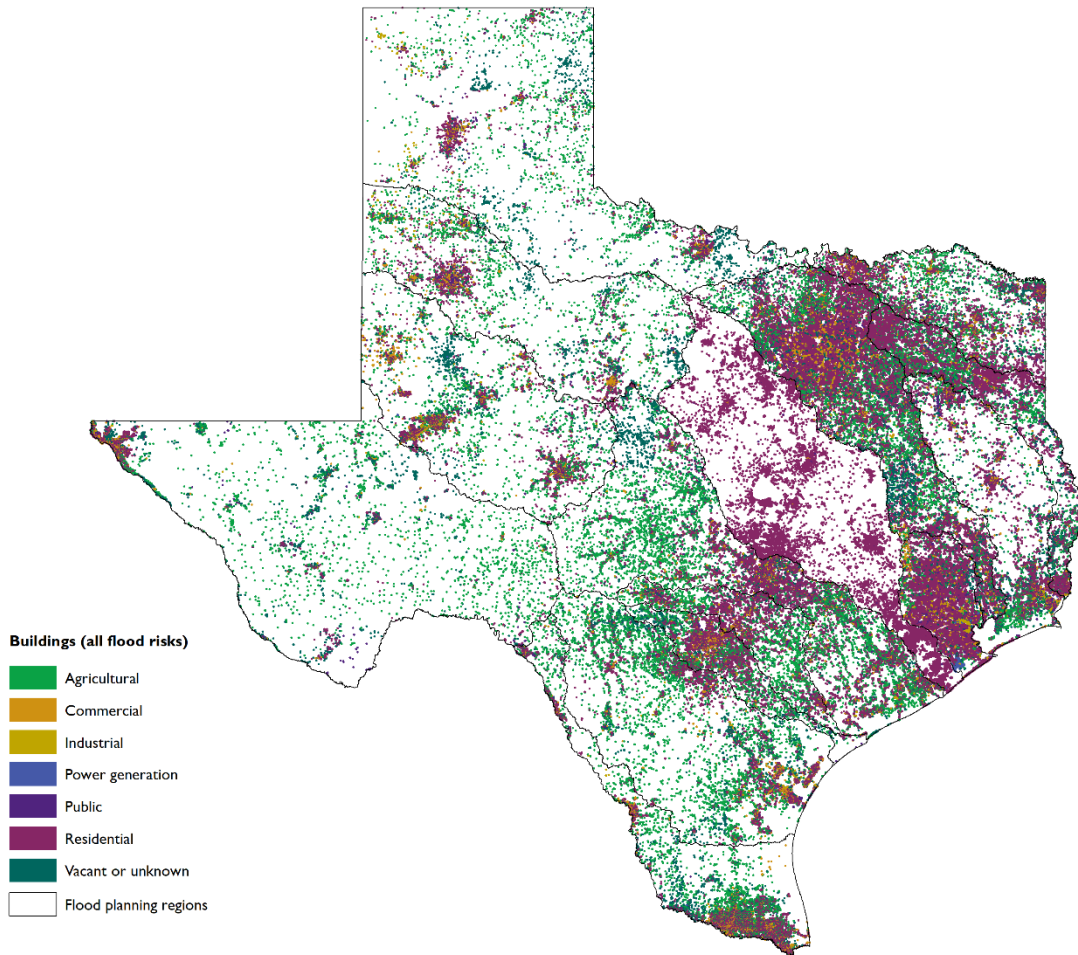 Buildings (all flood risks)
Agricultural
Commercial
Industrial
Power generation
Public
Residential
Vacant or unknown
Flood planning regions